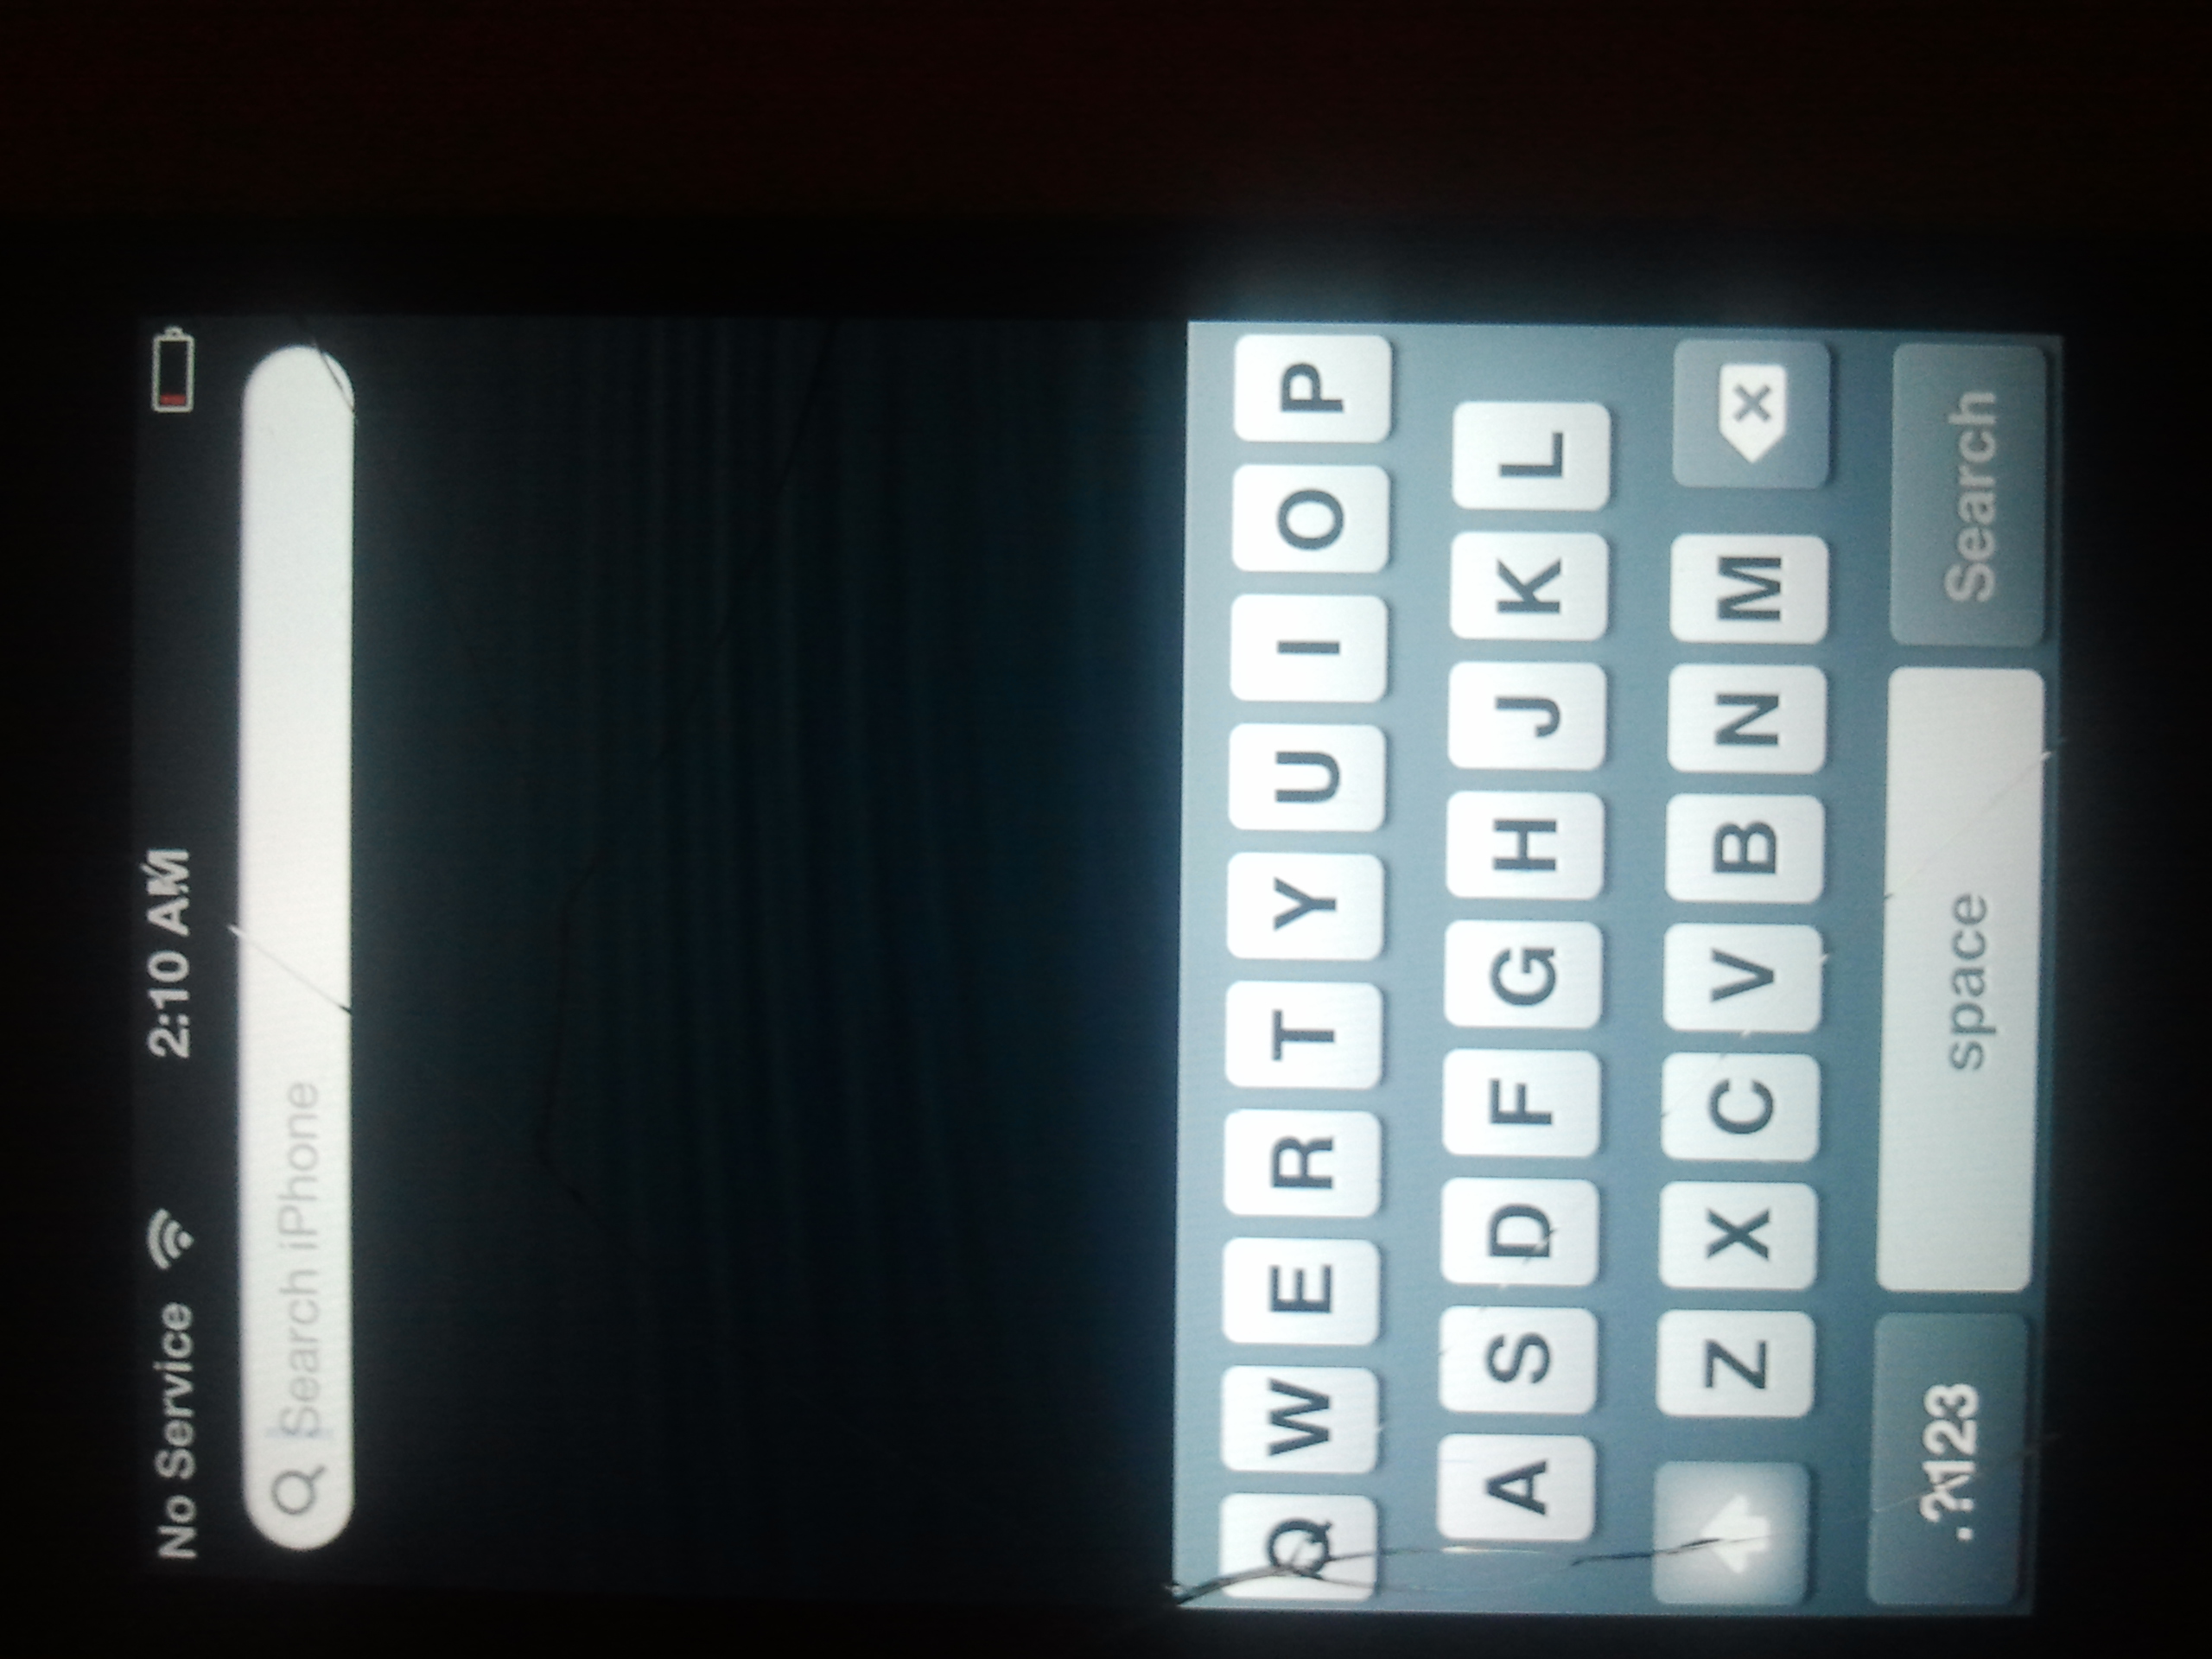 No Service 2:10 AM
Search iPhone
Q W E R T Y U I O P
A S D F G H J K L
Z X C V B N M
.?123 space Search